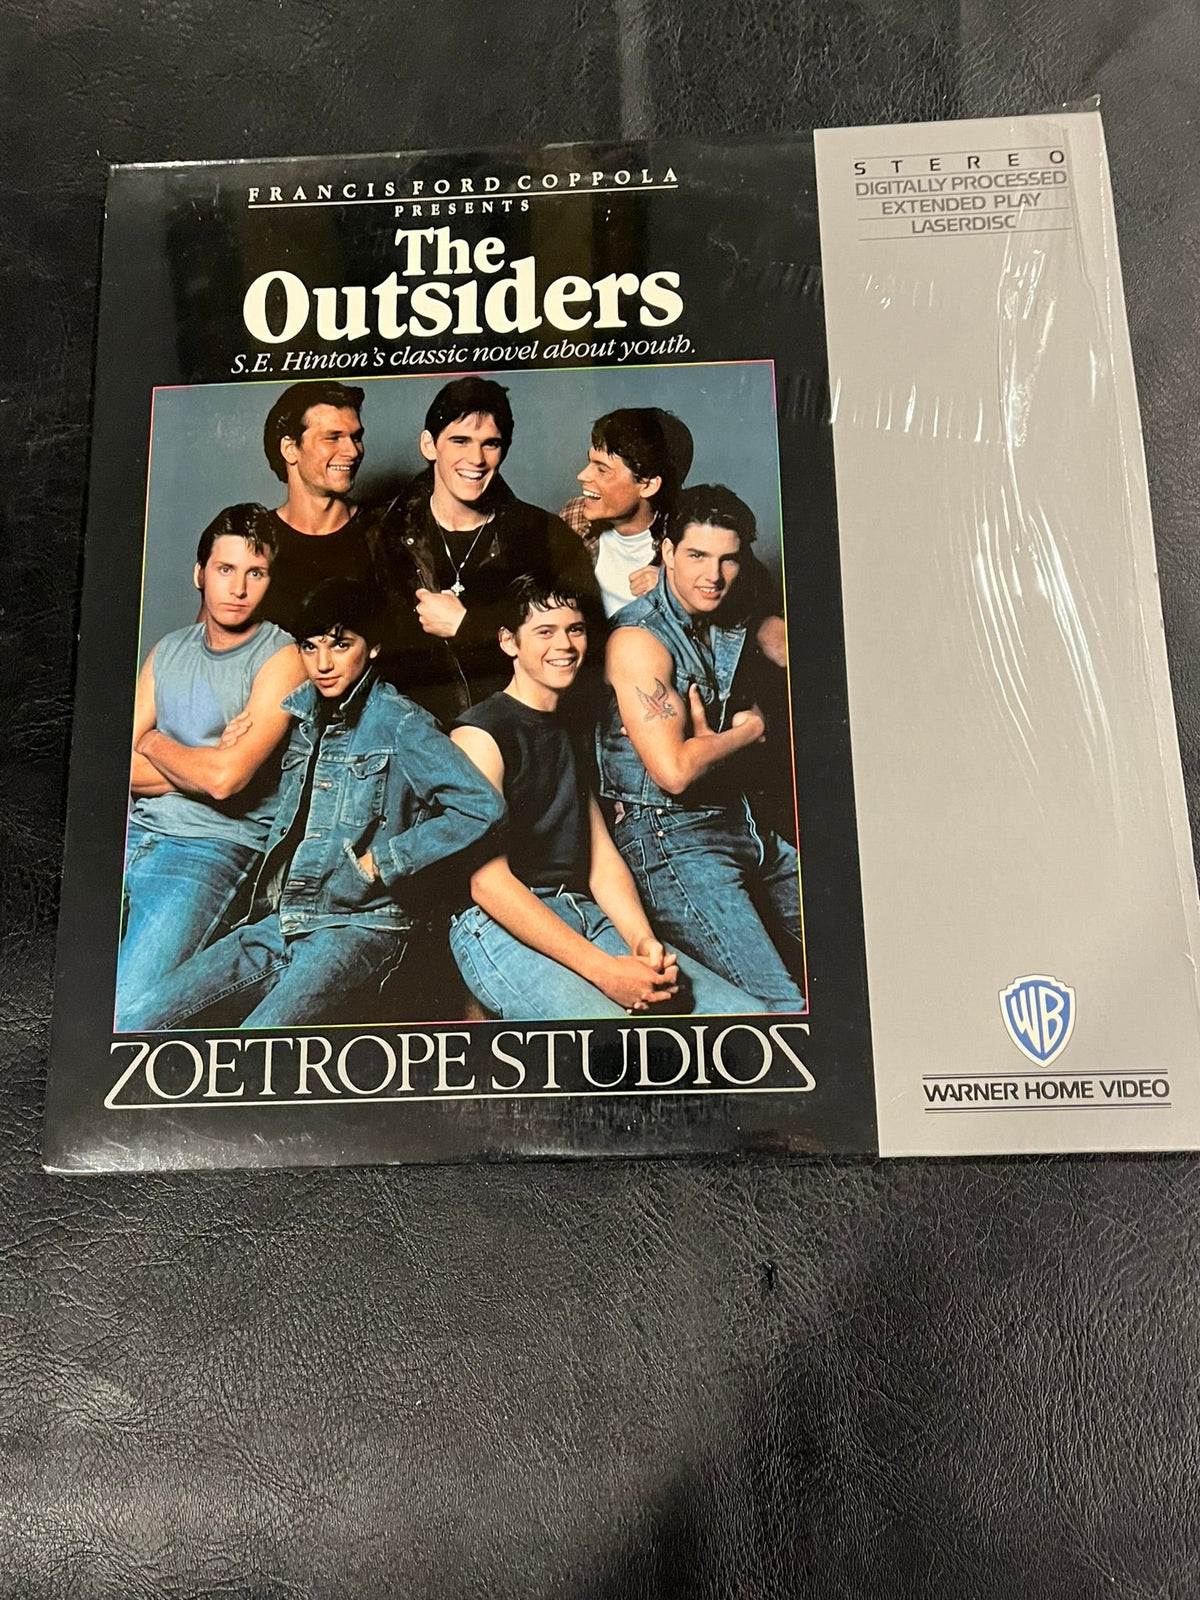 FRANCIS FORD COPPOLA
PRESENTS
The
Outsiders
S.E. Hinton's classic novel about youth.
ZOETROPE STUDIOS
STEREO
DIGITALLY PROCESSED
EXTENDED PLAY
LASERDISC
WB
WARNER HOME VIDEO